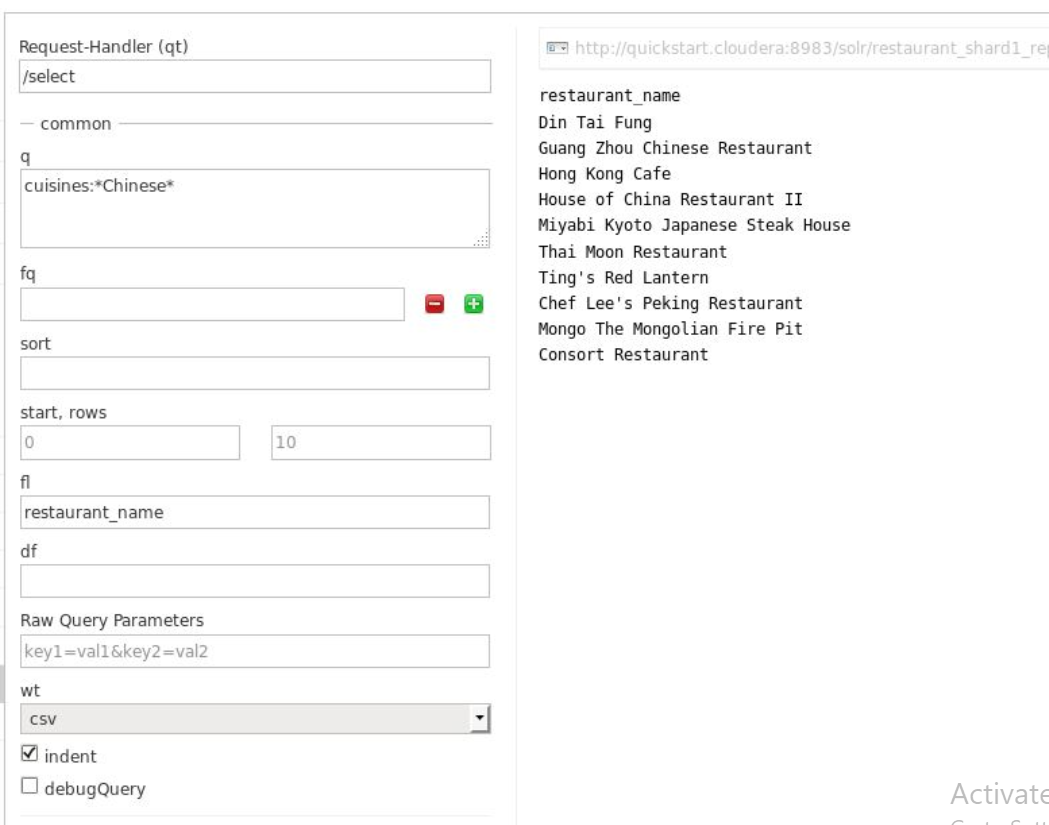 Request-Handler (qt)
/select
common
q
cuisines:*Chinese*
fq
sort
start, rows
0 10
fl
restaurant_name
df
Raw Query Parameters
key1=val1&key2=val2
wt
csv
indent
debugQuery
http://quickstart.cloudera:8983/solr/restaurant_shard1_rep
restaurant_name
Din Tai Fung
Guang Zhou Chinese Restaurant
Hong Kong Cafe
House of China Restaurant II
Miyabi Kyoto Japanese Steak House
Thai Moon Restaurant
Ting's Red Lantern
Chef Lee's Peking Restaurant
Mongo The Mongolian Fire Pit
Consort Restaurant
Activate